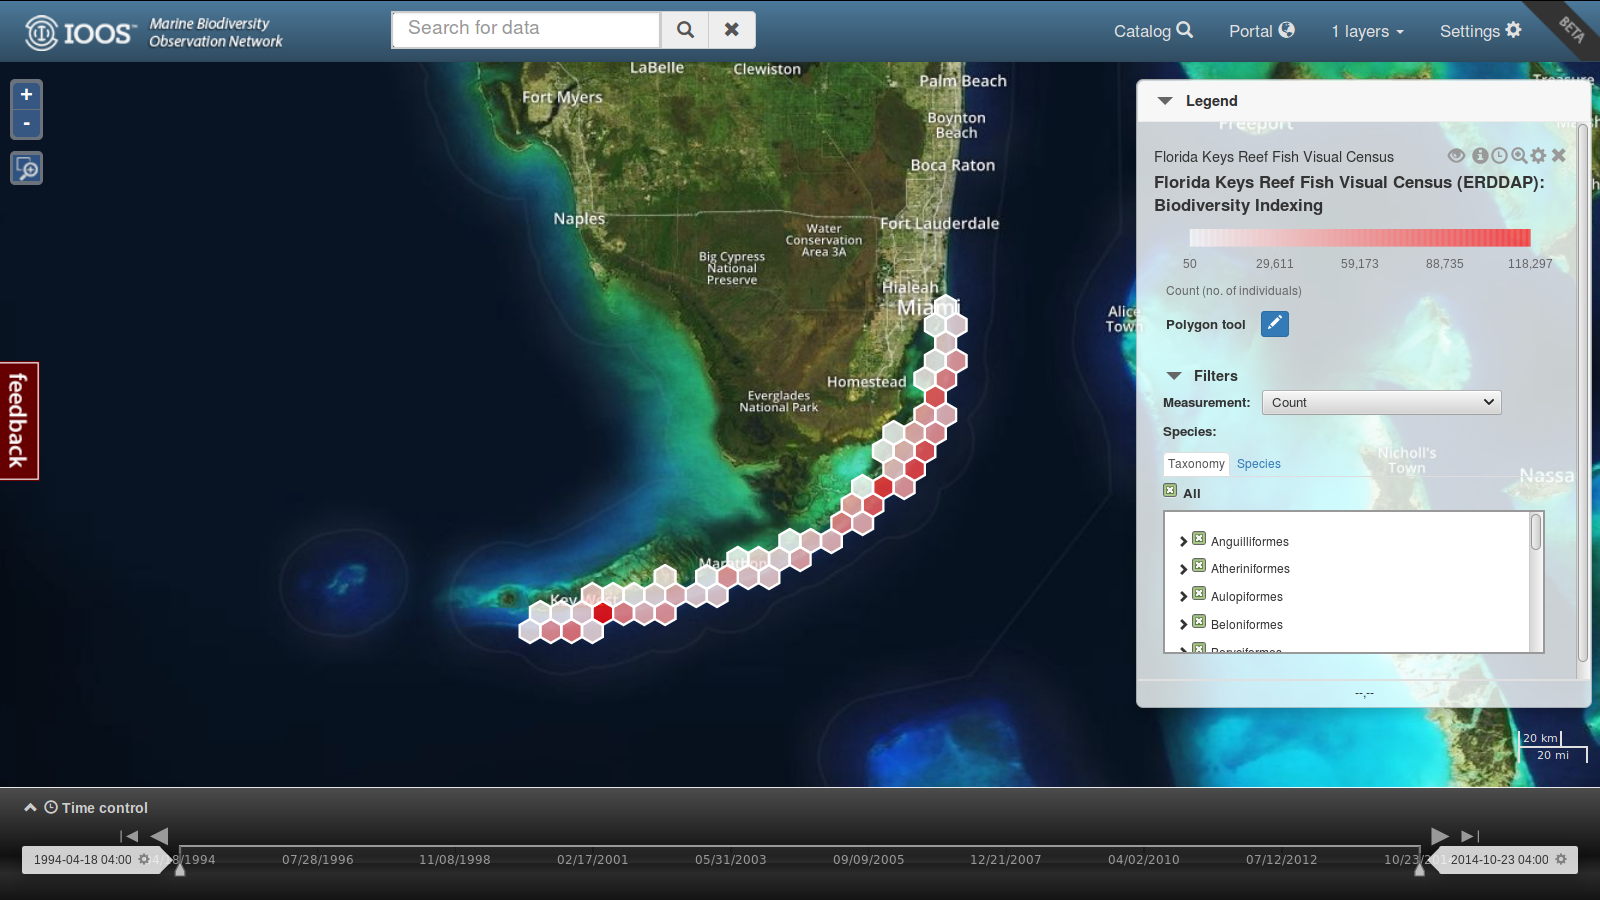 IOOS™
Marine Biodiversity
Observation Network
Search for data
Catalog
Portal
1 layers
Settings
BETA
+
-
feedback
LaBelle
Clewiston
Palm Beach
Fort Myers
Boynton
Beach
Boca Raton
Naples
Fort Lauderdale
Water
Conservation
Area 3A
Big Cypress
National
Preserve
Hialeah
Miami
Homestead
Everglades
National Park
Marathon
Key West
Alice
Town
Freeport
Treasure
Nicholl's
Town
Nassa
Legend
Florida Keys Reef Fish Visual Census
Florida Keys Reef Fish Visual Census (ERDDAP):
Biodiversity Indexing
50 29,611 59,173 88,735 118,297
Count (no. of individuals)
Polygon tool
Filters
Measurement: Count
Species:
Taxonomy Species
All
Anguilliformes
Atheriniformes
Aulopiformes
Beloniformes
Beryciformes
--,--
20 km
20 mi
Time control
1994-04-18 04:00
18/1994 07/28/1996 11/08/1998 02/17/2001 05/31/2003 09/09/2005 12/21/2007 04/02/2010 07/12/2012 10/23/
2014-10-23 04:00